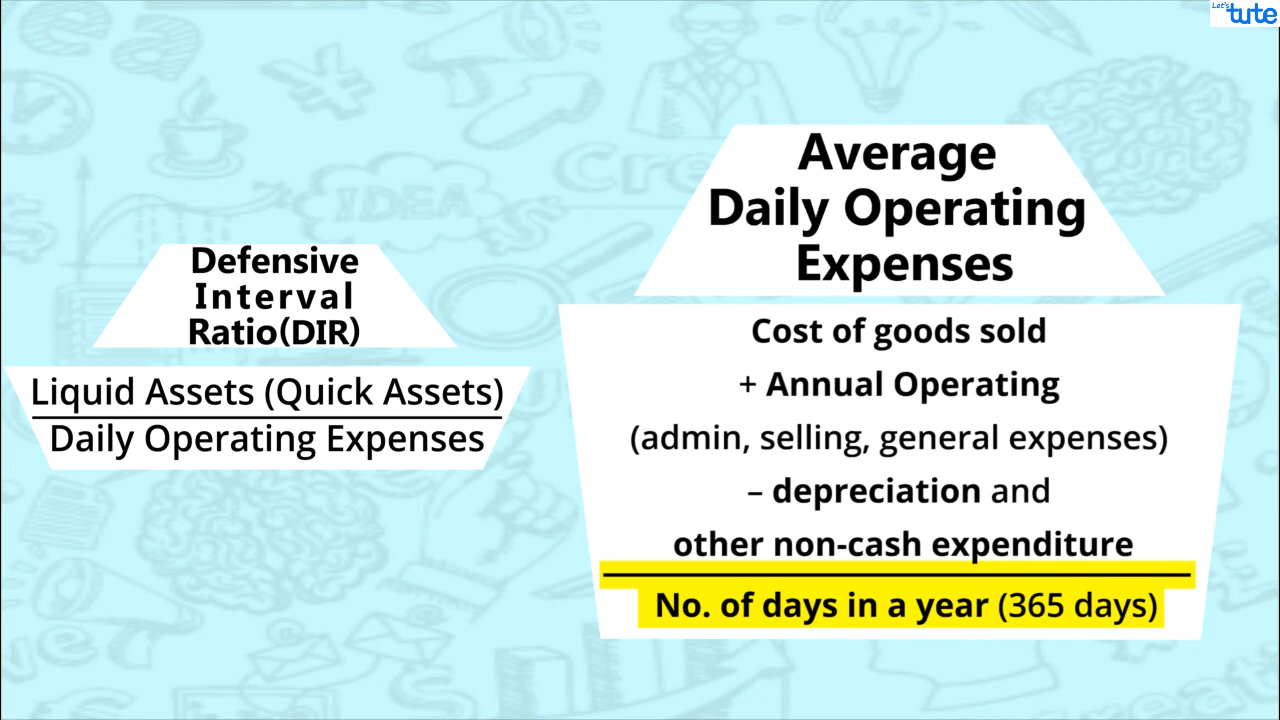 Let's
tute
Defensive
Interval
Ratio(DIR)
Liquid Assets (Quick Assets)
Daily Operating Expenses
Average
Daily Operating
Expenses
Cost of goods sold
+ Annual Operating
(admin, selling, general expenses)
– depreciation and
other non-cash expenditure
No. of days in a year (365 days)
IDEA
Cre